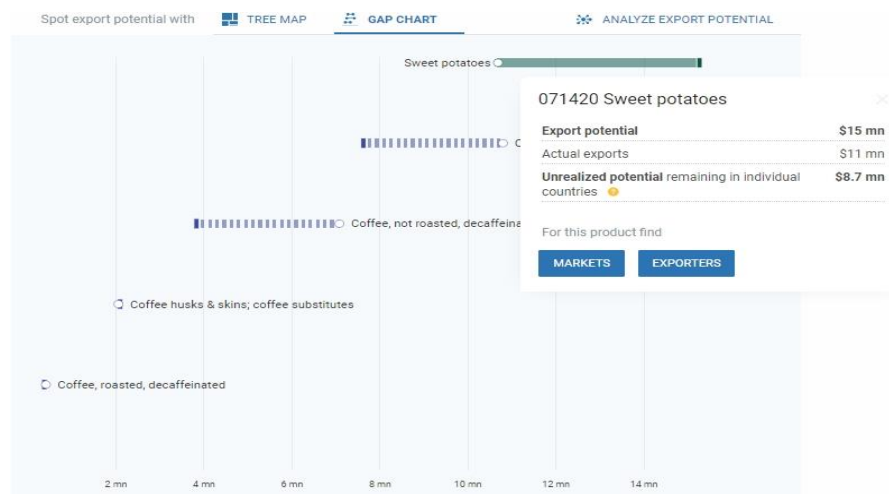 Spot export potential with
TREE MAP
GAP CHART
ANALYZE EXPORT POTENTIAL
Sweet potatoes
071420 Sweet potatoes
Export potential $15 mn
Actual exports $11 mn
Unrealized potential remaining in individual $8.7 mn
countries ?
For this product find
MARKETS EXPORTERS
C
Coffee, not roasted, decaffeina
Coffee husks & skins; coffee substitutes
Coffee, roasted, decaffeinated
2 mn 4 mn 6 mn 8 mn 10 mn 12 mn 14 mn